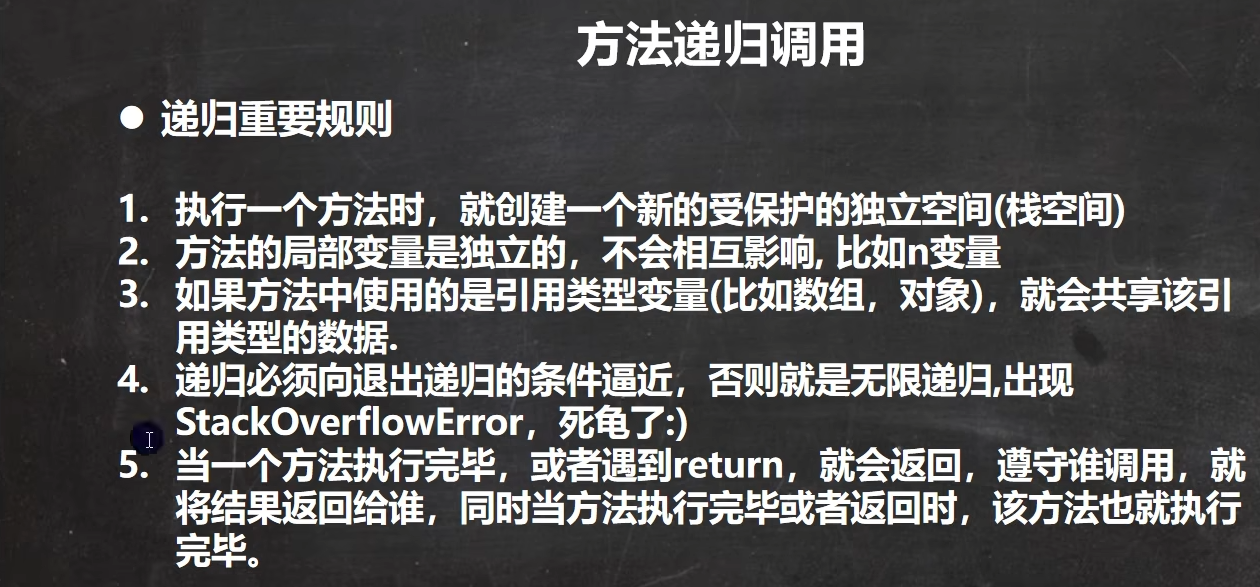 方法递归调用
● 递归重要规则
1. 执行一个方法时，就创建一个新的受保护的独立空间(栈空间)
2. 方法的局部变量是独立的，不会相互影响, 比如n变量
3. 如果方法中使用的是引用类型变量(比如数组，对象)，就会共享该引
用类型的数据.
4. 递归必须向退出递归的条件逼近，否则就是无限递归,出现
StackOverflowError，死龟了:)
5. 当一个方法执行完毕，或者遇到return，就会返回，遵守谁调用，就
将结果返回给谁，同时当方法执行完毕或者返回时，该方法也就执行
完毕。